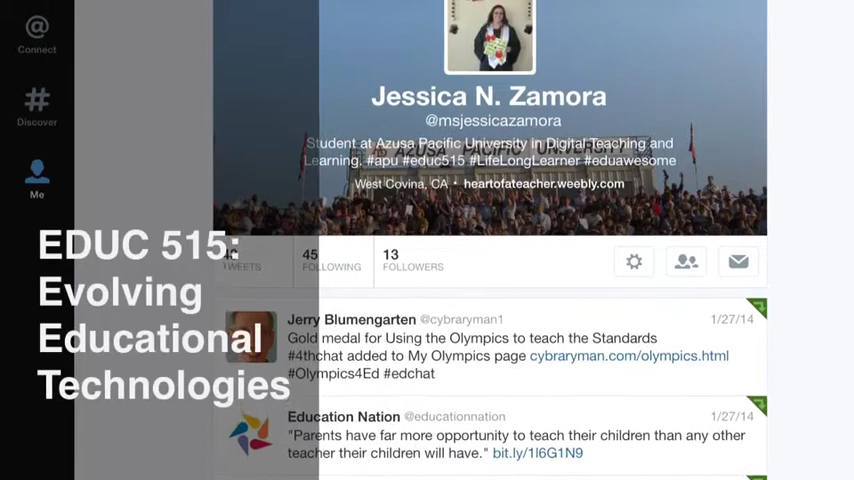 Connect
Discover
Me
Jessica N. Zamora
@msjessicazamora
Student at Azusa Pacific University in Digital Teaching and
Learning. #apu #educ515 #LifeLongLearner #eduawesome
AZUSA PACIFIC UNIVERSITY
West Covina, CA • heartofateacher.weebly.com
EDUC 515:
Evolving
Educational
Technologies
TWEETS
45
FOLLOWING
13
FOLLOWERS
Jerry Blumengarten @cybraryman1
1/27/14
Gold medal for Using the Olympics to teach the Standards
#4thchat added to My Olympics page cybraryman.com/olympics.html
#Olympics4Ed #edchat
Education Nation @educationnation
1/27/14
"Parents have far more opportunity to teach their children than any other
teacher their children will have." bit.ly/1l6G1N9